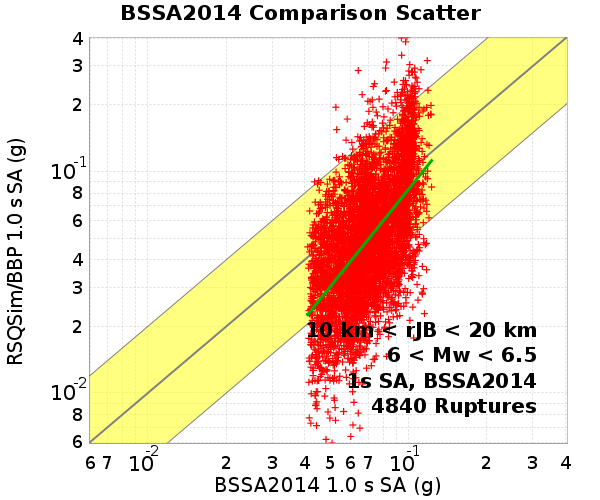 BSSA2014 Comparison Scatter
RSQSim/BBP 1.0 s SA (g)
4
3
2
10⁻¹
8
6
4
3
2
10⁻²
8
6
10 km < rJB < 20 km
6 < Mw < 6.5
1s SA, BSSA2014
4840 Ruptures
6 7 10⁻² 2 3 4 5 6 7 10⁻¹ 2 3 4
BSSA2014 1.0 s SA (g)